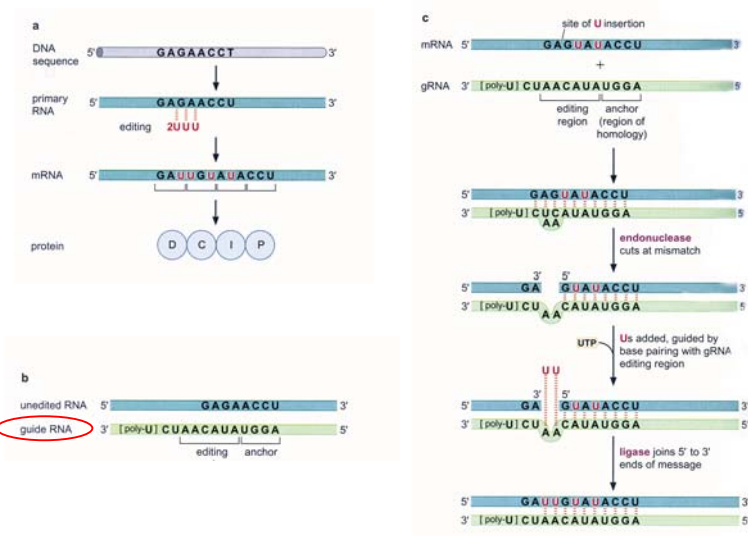 a
DNA
sequence
5' GAGAACCT 3'
primary
RNA
5' GAGAACCU 3'
editing 2UUU
mRNA 5' GAUUGUAUACCU 3'
protein D C I P
b
unedited RNA 5' GAGAACCU 3'
guide RNA 3' [poly-U] CUAACAUAUGGA 5'
editing anchor
c
site of U insertion
mRNA 5' GAGUAUACCU 3'
+
gRNA [poly-U] CUAACAUAUGGA 5'
editing
region
anchor
(region of
homology)
5' GAGUAUACCU 3'
3' [poly-U] CUCAUAUGGA 5'
AA
endonuclease
cuts at mismatch
3' 5'
5' GA GUAUACCU 3'
3' [poly-U] CU AA CAUAUGGA 5'
UTP
Us added, guided by
base pairing with gRNA
editing region
UU
3' 5'
5' GA GUAUACCU 3'
3' [poly-U] CU AA CAUAUGGA 5'
ligase joins 5' to 3'
ends of message
5' GAUUGUAUACCU 3'
3' [poly-U] CUAACAUAUGGA 5'